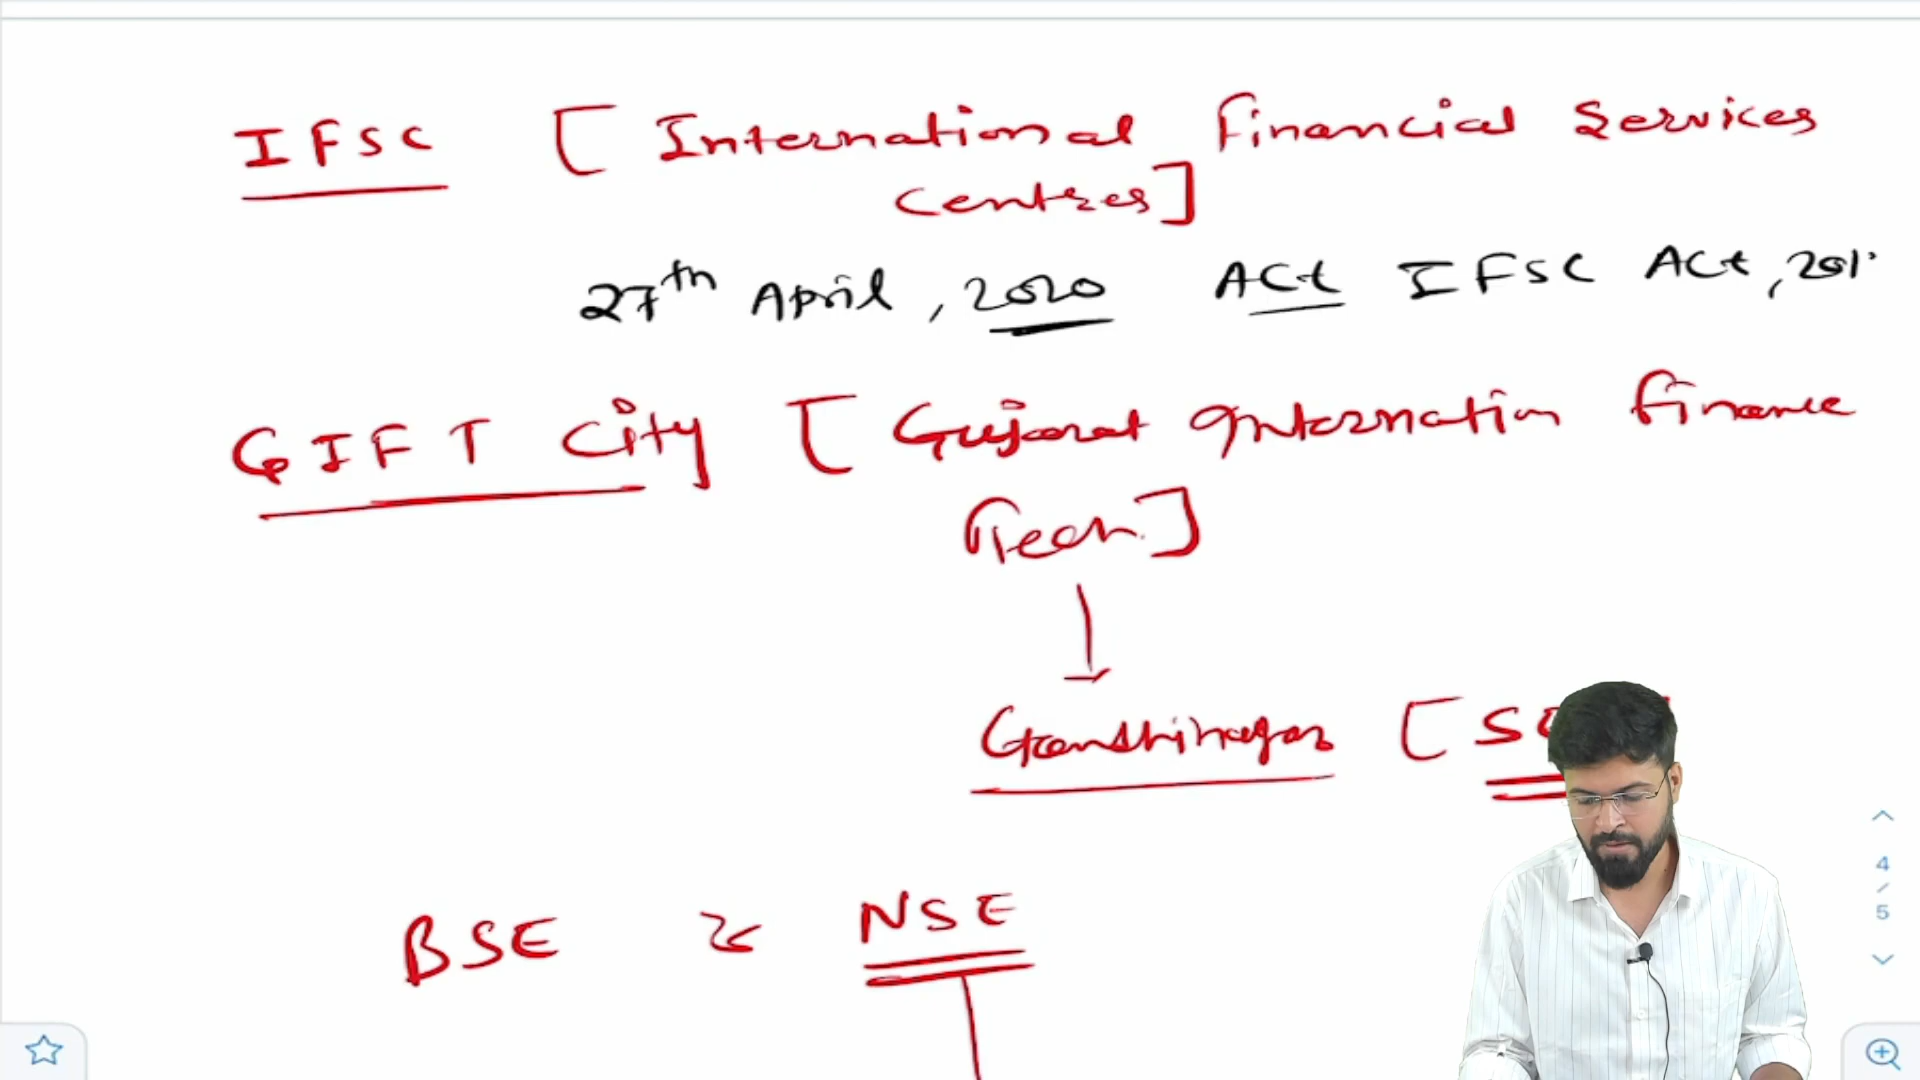 IFSC [International Financial Services
Centres]
27th April, 2020 Act IFSC Act, 201
GIFT City [Gujarat Internation Finance
Tech.]
Gandhinagar [S
BSE & NSE
4
/
5